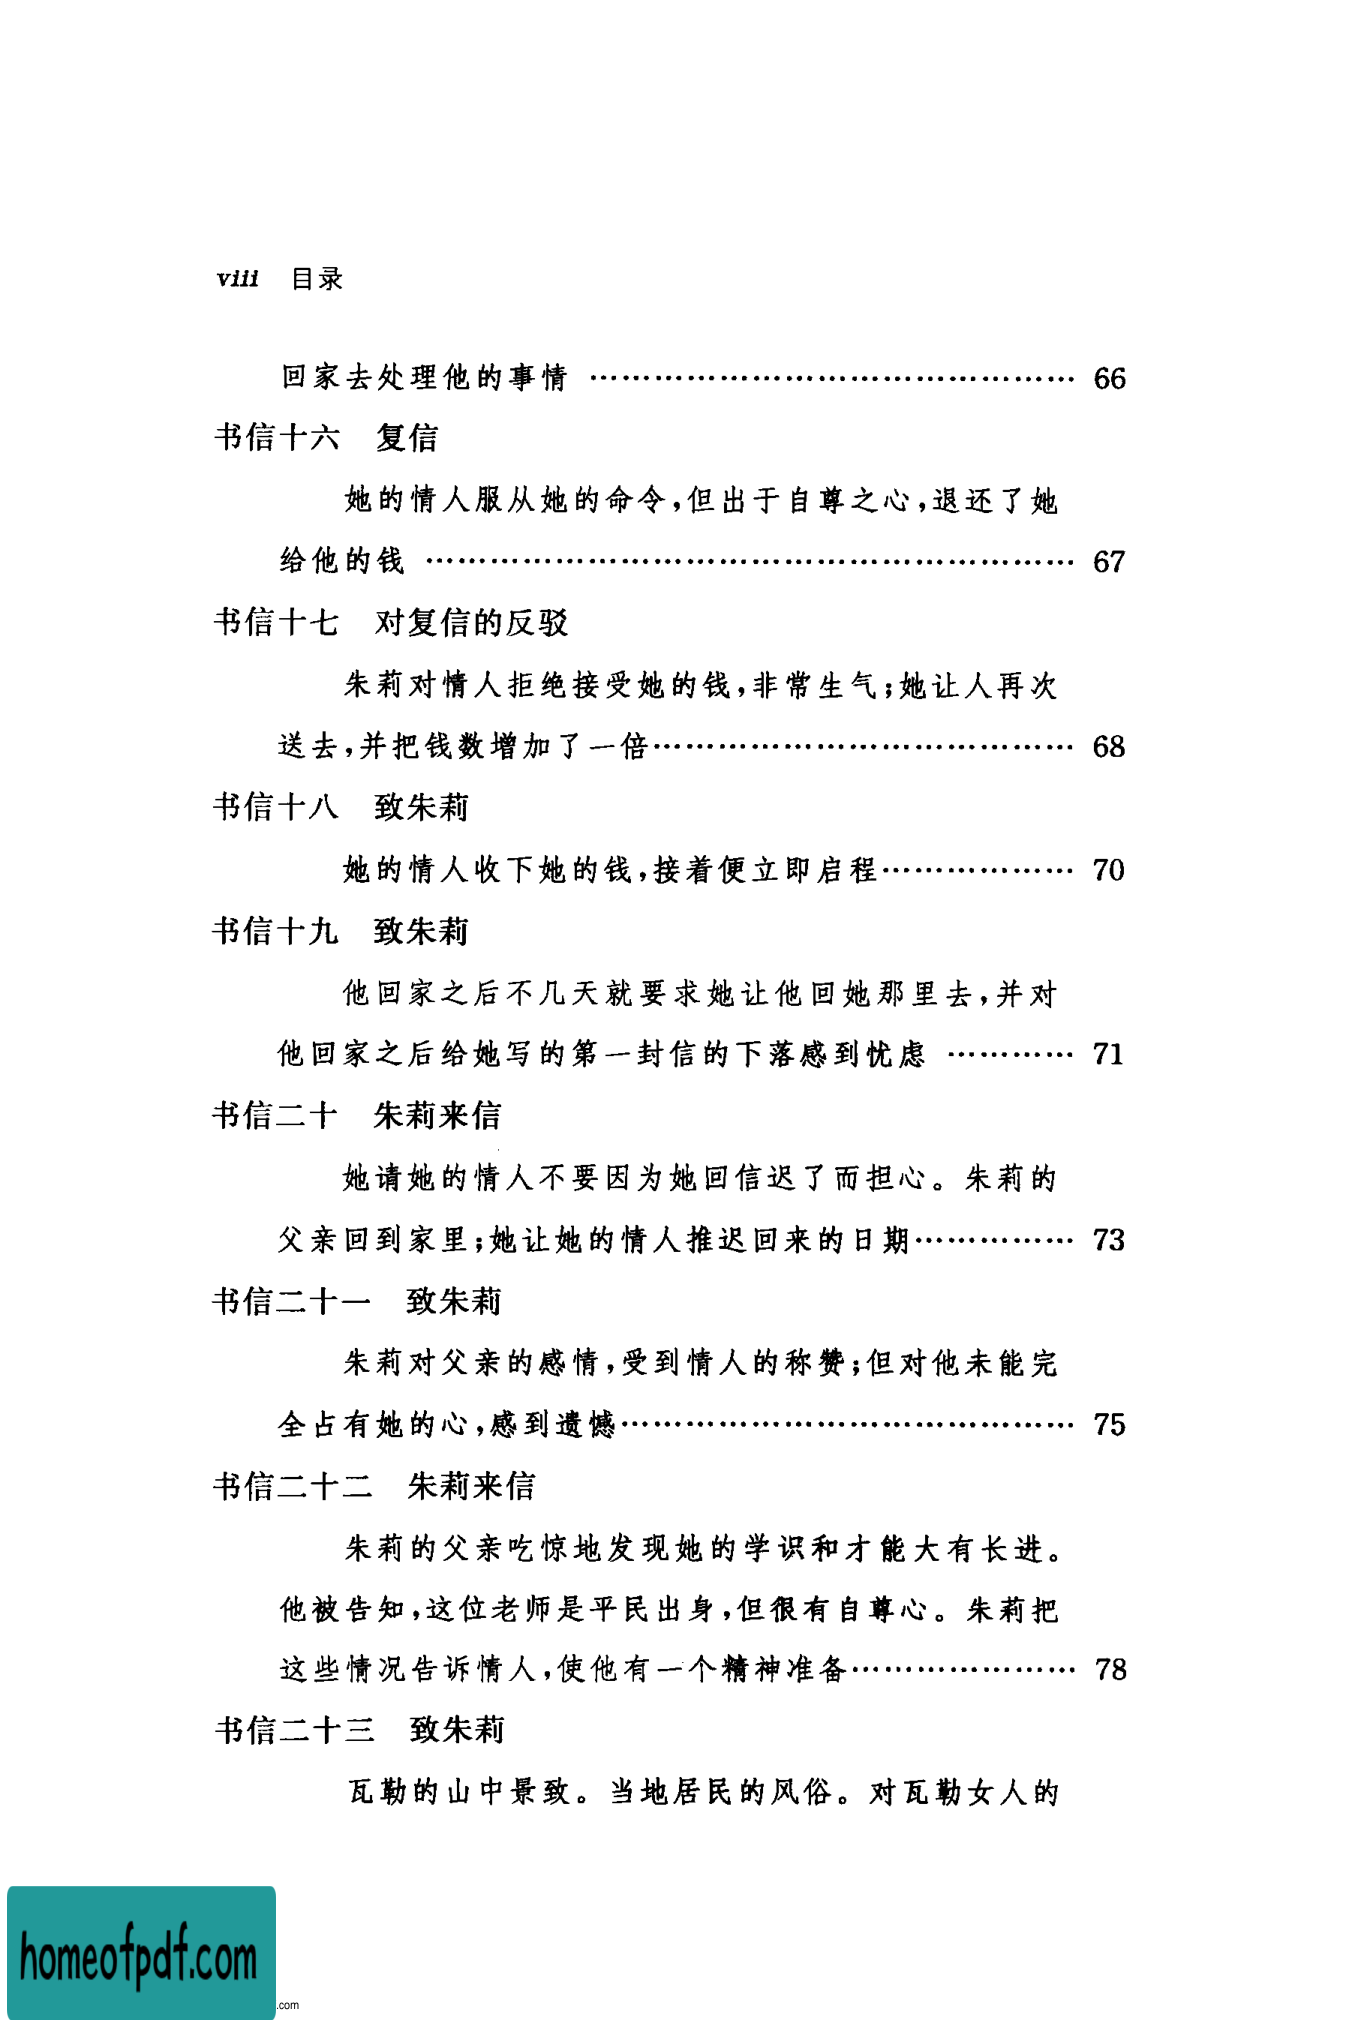 viii 目录
回家去处理他的事情 …………………………………………… 66
书信十六 复信
她的情人服从她的命令,但出于自尊之心,退还了她
给他的钱 …………………………………………………………… 67
书信十七 对复信的反驳
朱莉对情人拒绝接受她的钱,非常生气;她让人再次
送去,并把钱数增加了一倍…………………………………… 68
书信十八 致朱莉
她的情人收下她的钱,接着便立即启程……………… 70
书信十九 致朱莉
他回家之后不几天就要求她让他回她那里去,并对
他回家之后给她写的第一封信的下落感到忧虑 ………… 71
书信二十 朱莉来信
她请她的情人不要因为她回信迟了而担心。朱莉的
父亲回到家里;她让她的情人推迟回来的日期…………… 73
书信二十一 致朱莉
朱莉对父亲的感情,受到情人的称赞;但对他未能完
全占有她的心,感到遗憾……………………………………… 75
书信二十二 朱莉来信
朱莉的父亲吃惊地发现她的学识和才能大有长进。
他被告知,这位老师是平民出身,但很有自尊心。朱莉把
这些情况告诉情人,使他有一个精神准备………………… 78
书信二十三 致朱莉
瓦勒的山中景致。当地居民的风俗。对瓦勒女人的
homeofpdf.com
.com